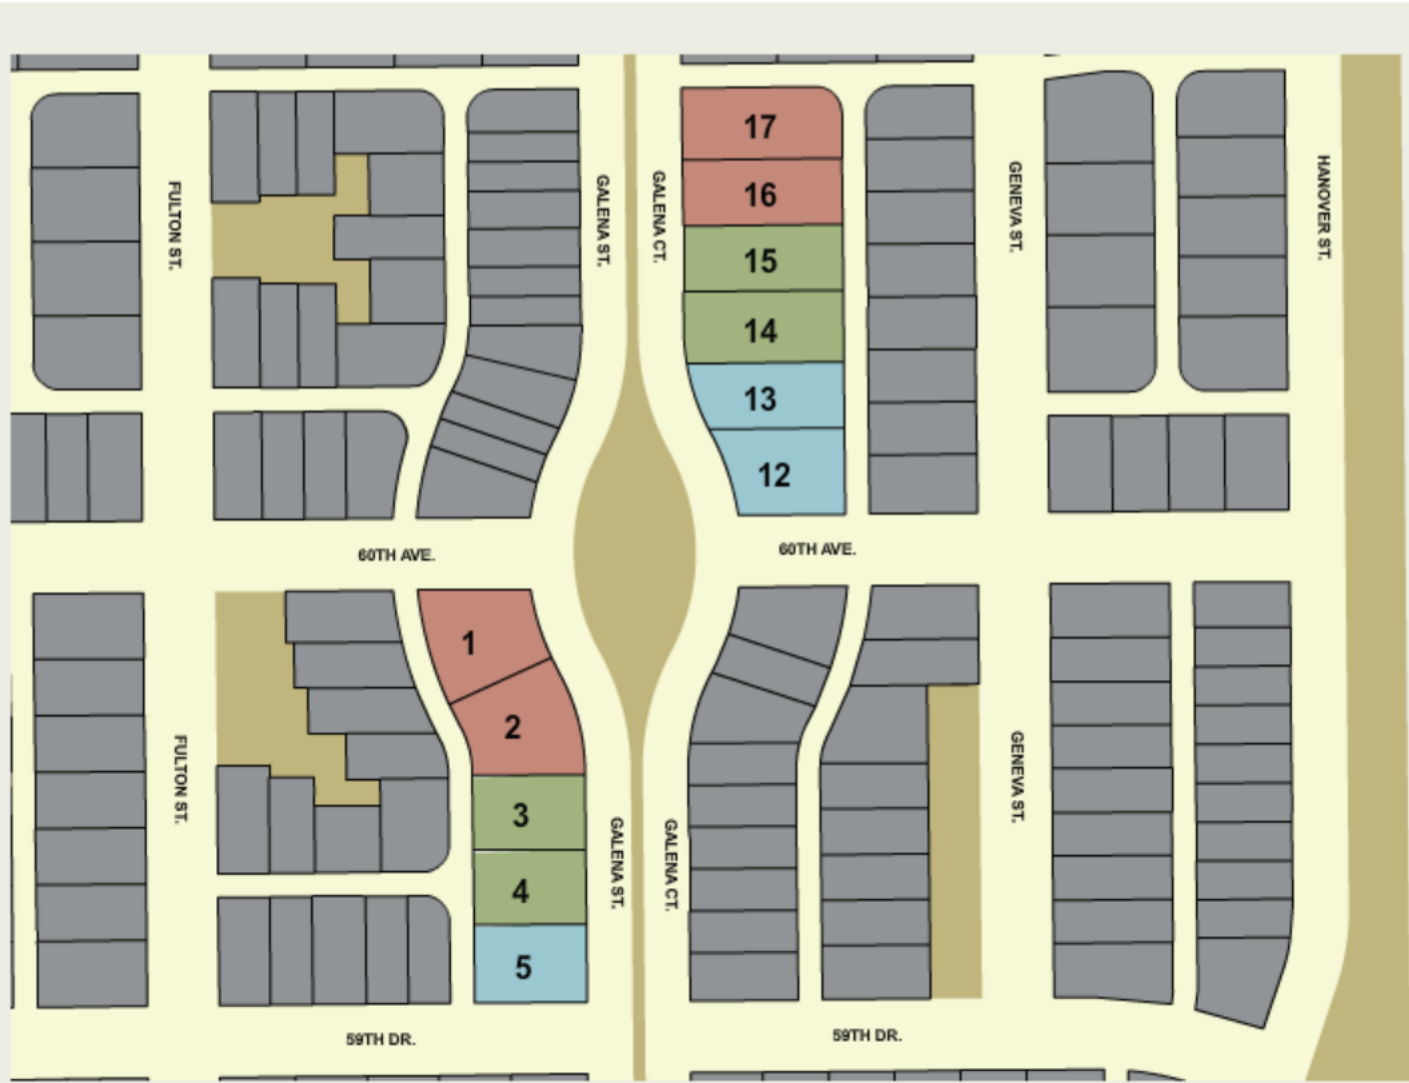 17
16
15
14
13
12
FULTON ST.
GALENA ST.
GALENA CT.
GENEVA ST.
HANOVER ST.
60TH AVE.
60TH AVE.
1
2
3
4
5
FULTON ST.
GALENA ST.
GALENA CT.
GENEVA ST.
59TH DR.
59TH DR.